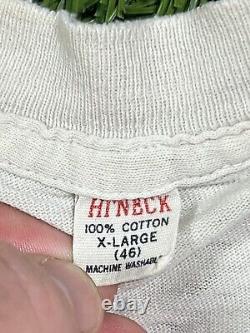 HI'NECK
100% COTTON
X-LARGE
(46)
MACHINE WASHABLE